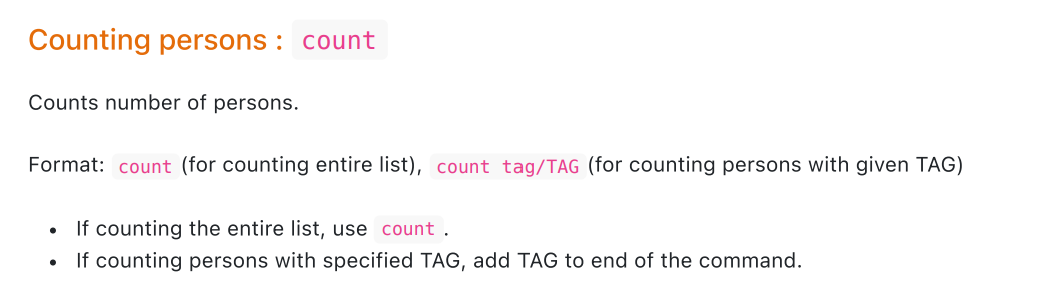 Counting persons : count
Counts number of persons.
Format: count (for counting entire list), count tag/TAG (for counting persons with given TAG)
• If counting the entire list, use count.
• If counting persons with specified TAG, add TAG to end of the command.